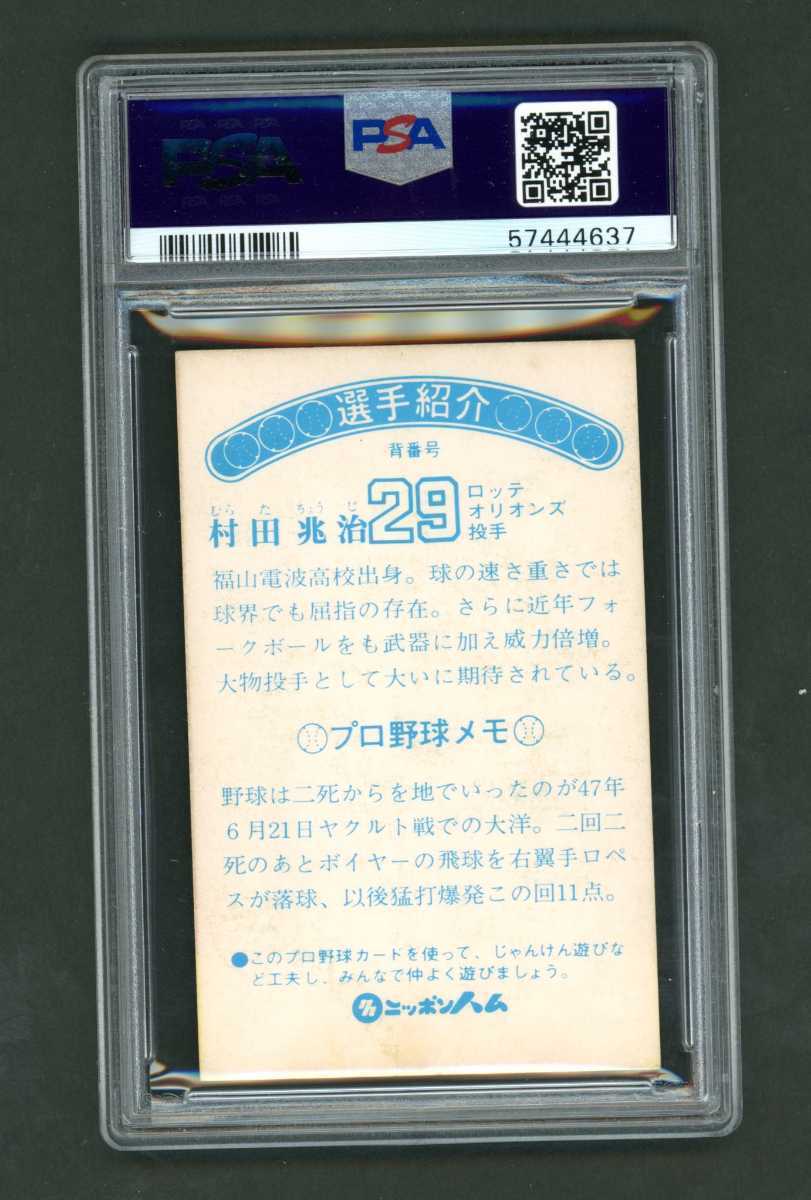 PSA PSA PSA
PSA
PSA PSA PSA
PSA
57444637
選手紹介
背番号
むら た ちょう じ
村田兆治
29
ロッテ
オリオンズ
投手
福山電波高校出身。球の速さ重さでは
球界でも屈指の存在。さらに近年フォ
ークボールをも武器に加え威力倍増。
大物投手として大いに期待されている。
プロ野球メモ
野球は二死からを地でいったのが47年
6月21日ヤクルト戦での大洋。二回二
死のあとボイヤーの飛球を右翼手ロペ
スが落球、以後猛打爆発この回11点。
●このプロ野球カードを使って、じゃんけん遊びな
ど工夫し、みんなで仲よく遊びましょう。
ニッポンハム